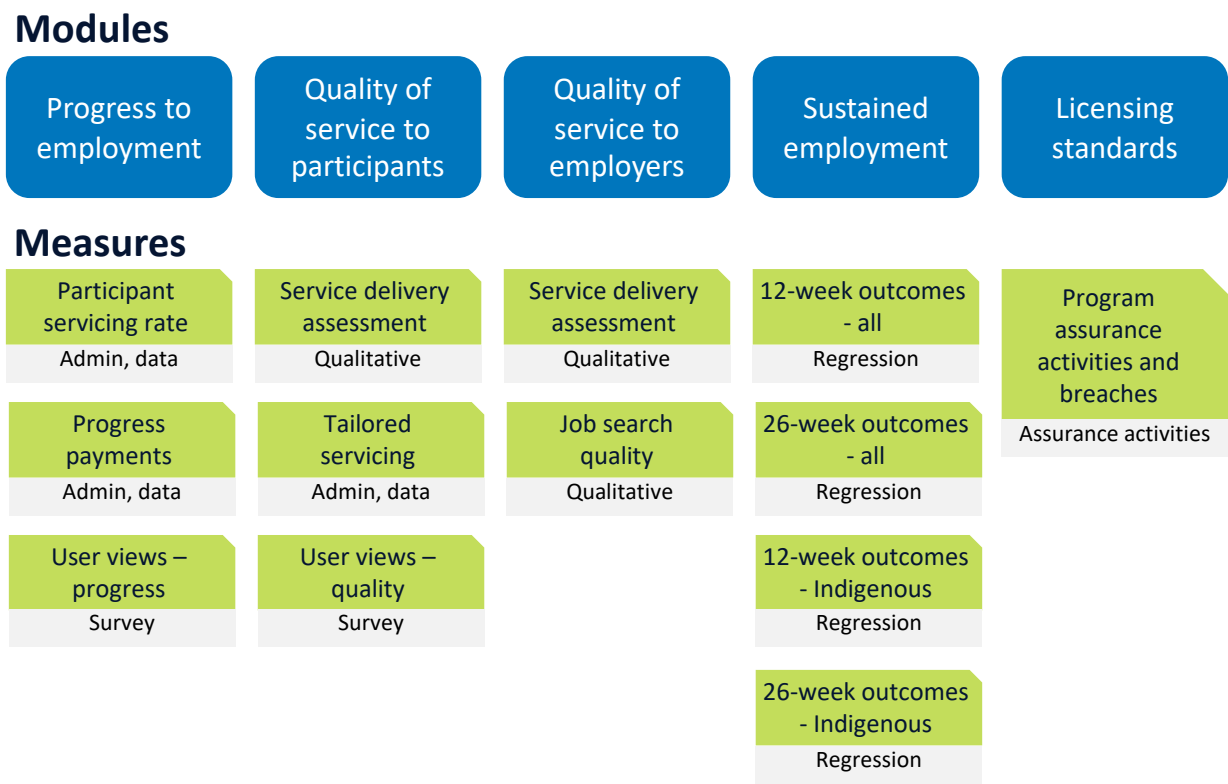 Modules
Progress to
employment
Quality of
service to
participants
Quality of
service to
employers
Sustained
employment
Licensing
standards
Measures
Participant
servicing rate
Admin, data
Service delivery
assessment
Qualitative
Service delivery
assessment
Qualitative
12-week outcomes
- all
Regression
Program
assurance
activities and
breaches
Assurance activities
Progress
payments
Admin, data
Tailored
servicing
Admin, data
Job search
quality
Qualitative
26-week outcomes
- all
Regression
User views –
progress
Survey
User views –
quality
Survey
12-week outcomes
- Indigenous
Regression
26-week outcomes
- Indigenous
Regression